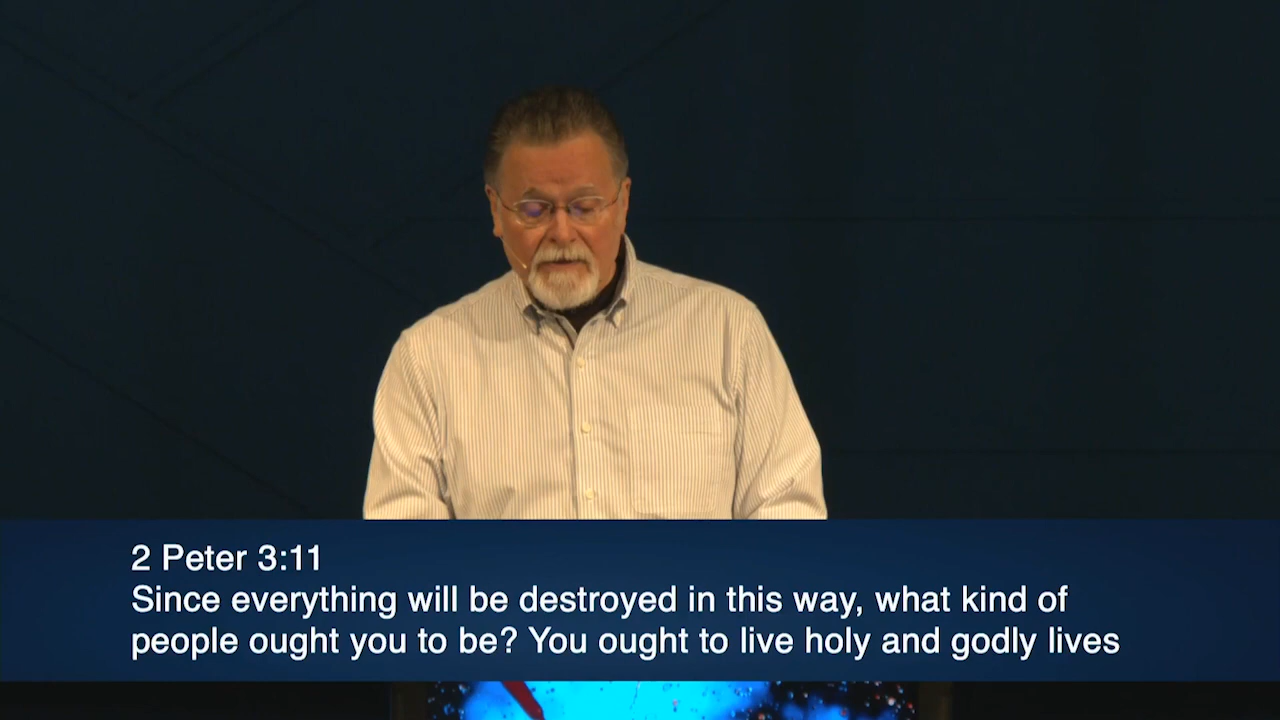 2 Peter 3:11
Since everything will be destroyed in this way, what kind of
people ought you to be? You ought to live holy and godly lives